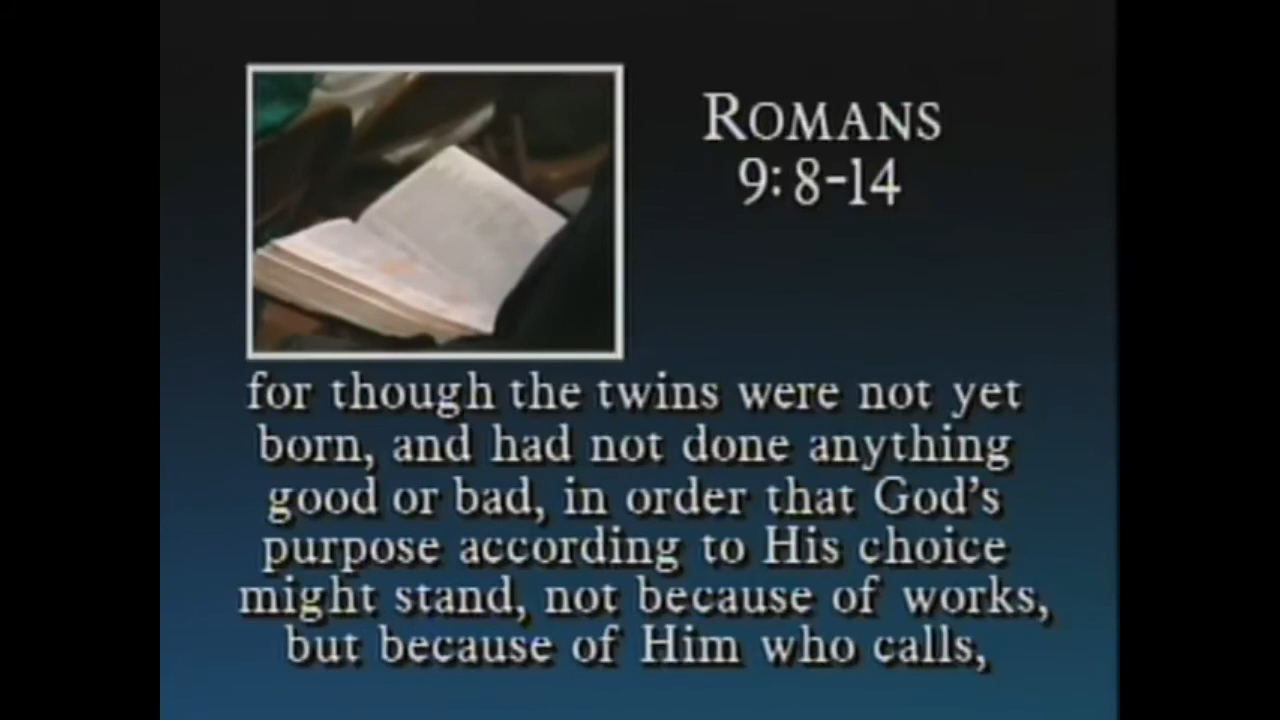 ROMANS
9:8-14
for though the twins were not yet
born, and had not done anything
good or bad, in order that God's
purpose according to His choice
might stand, not because of works,
but because of Him who calls,